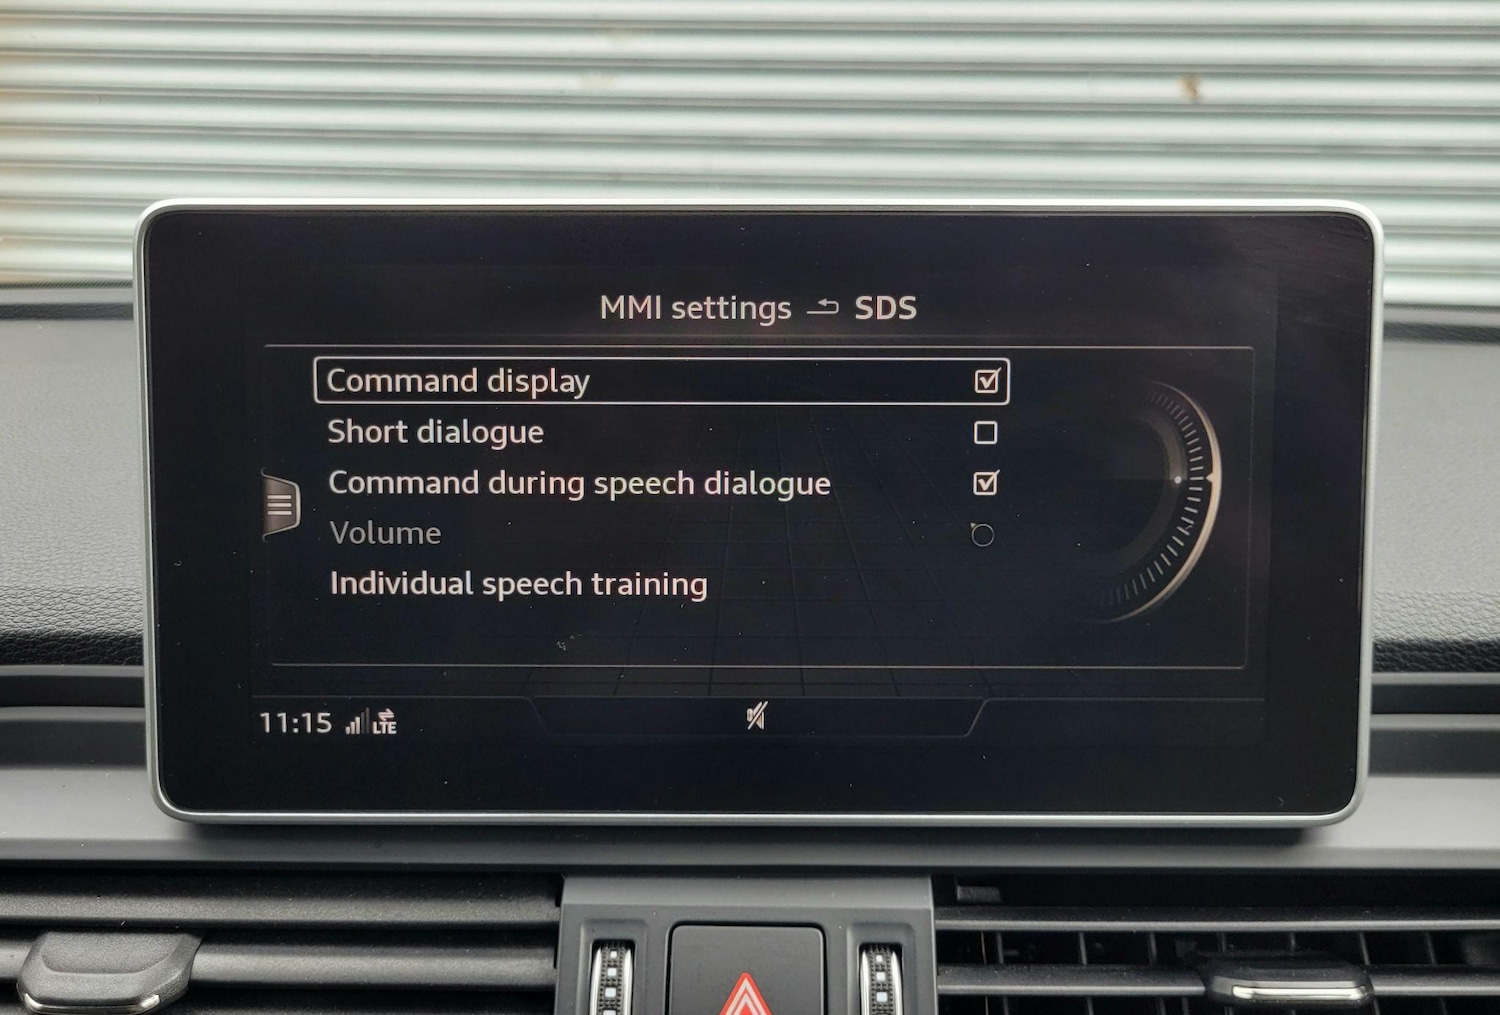 MMI settings SDS
Command display
Short dialogue
Command during speech dialogue
Volume
Individual speech training
11:15 LTE